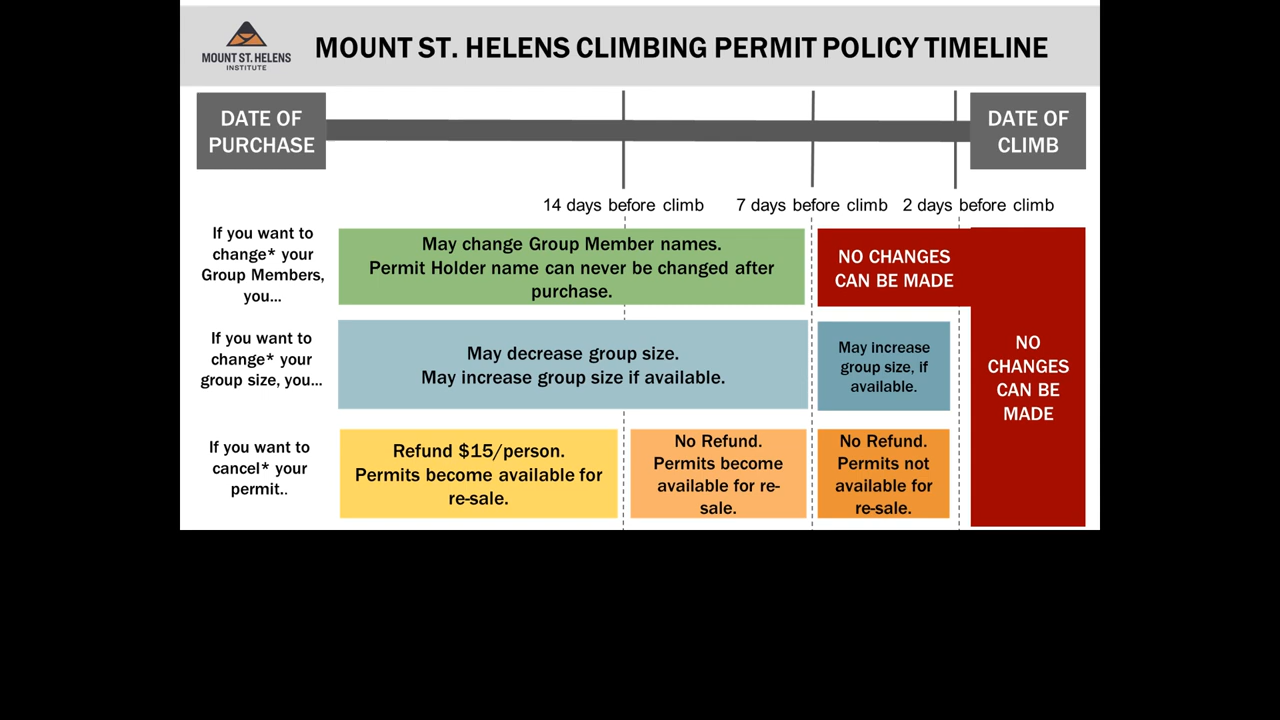 MOUNT ST. HELENS
INSTITUTE
MOUNT ST. HELENS CLIMBING PERMIT POLICY TIMELINE
DATE OF
PURCHASE
DATE OF
CLIMB
14 days before climb
7 days before climb
2 days before climb
If you want to
change* your
Group Members,
you...
May change Group Member names.
Permit Holder name can never be changed after
purchase.
NO CHANGES
CAN BE MADE
If you want to
change* your
group size, you...
May decrease group size.
May increase group size if available.
May increase
group size, if
available.
NO
CHANGES
CAN BE
MADE
If you want to
cancel* your
permit..
Refund $15/person.
Permits become available for
re-sale.
No Refund.
Permits become
available for re-
sale.
No Refund.
Permits not
available for
re-sale.